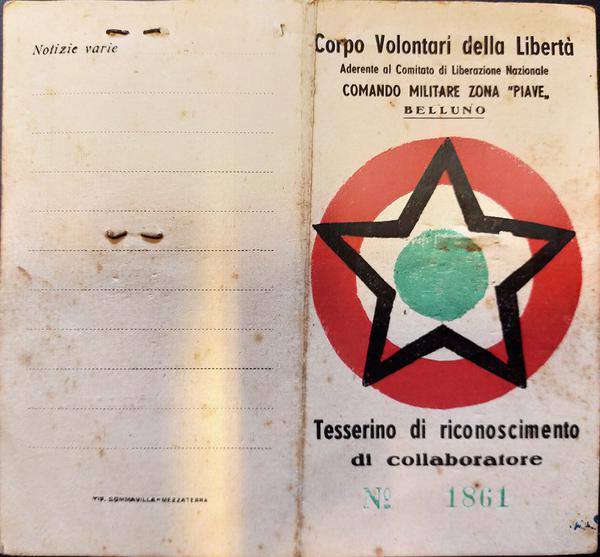 Notizie varie
TIP. SOMMAVILLA - MEZZATERRA
Corpo Volontari della Libertà
Aderente al Comitato di Liberazione Nazionale
COMANDO MILITARE ZONA "PIAVE„
BELLUNO
Tesserino di riconoscimento
di collaboratore
Nº 1861